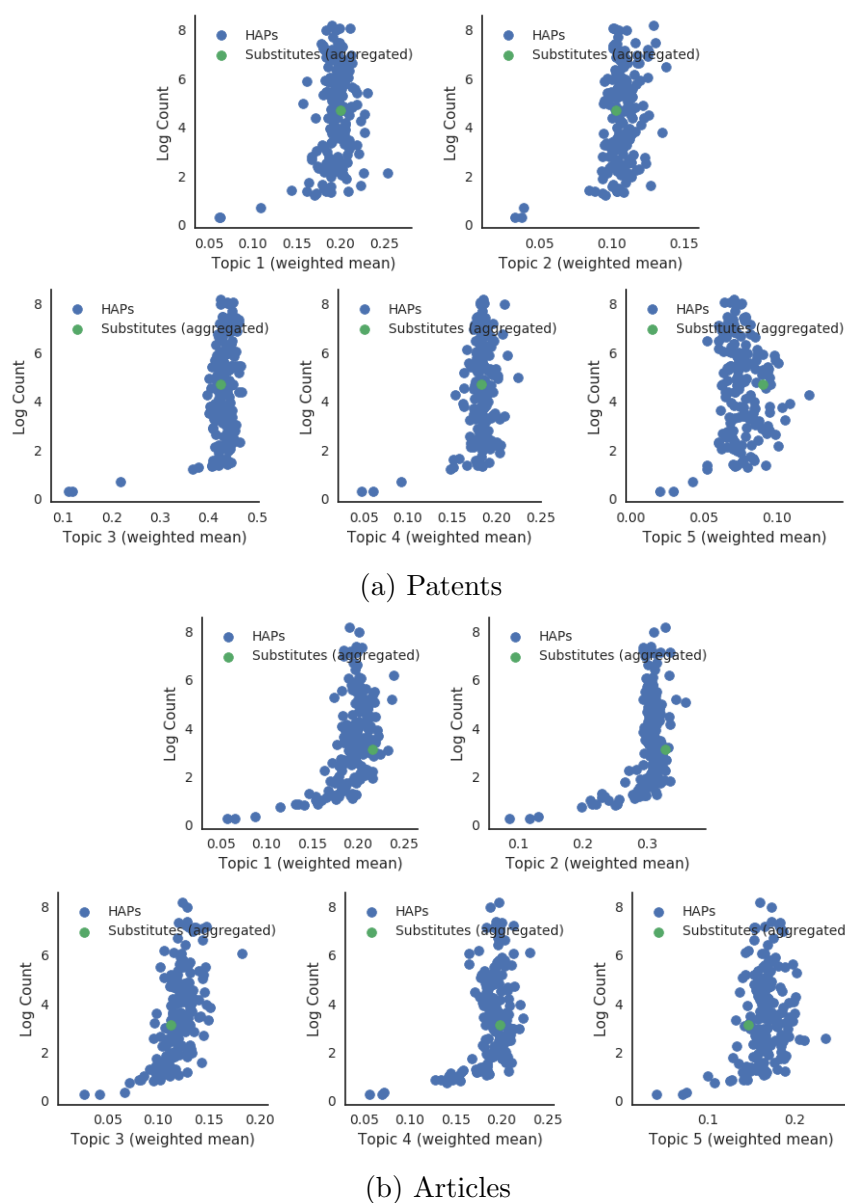 8
6
4
2
0
Log Count
HAPs
Substitutes (aggregated)
0.05 0.10 0.15 0.20 0.25
Topic 1 (weighted mean)
8
6
4
2
0
Log Count
HAPs
Substitutes (aggregated)
0.05 0.10 0.15
Topic 2 (weighted mean)
8
6
4
2
0
Log Count
HAPs
Substitutes (aggregated)
0.1 0.2 0.3 0.4 0.5
Topic 3 (weighted mean)
8
6
4
2
0
Log Count
HAPs
Substitutes (aggregated)
0.05 0.10 0.15 0.20 0.25
Topic 4 (weighted mean)
8
6
4
2
0
Log Count
HAPs
Substitutes (aggregated)
0.00 0.05 0.10
Topic 5 (weighted mean)
(a) Patents
8
6
4
2
0
Log Count
HAPs
Substitutes (aggregated)
0.05 0.10 0.15 0.20 0.25
Topic 1 (weighted mean)
8
6
4
2
0
Log Count
HAPs
Substitutes (aggregated)
0.1 0.2 0.3
Topic 2 (weighted mean)
8
6
4
2
0
Log Count
HAPs
Substitutes (aggregated)
0.05 0.10 0.15 0.20
Topic 3 (weighted mean)
8
6
4
2
0
Log Count
HAPs
Substitutes (aggregated)
0.05 0.10 0.15 0.20 0.25
Topic 4 (weighted mean)
8
6
4
2
0
Log Count
HAPs
Substitutes (aggregated
0.1 0.2
Topic 5 (weighted mean)
(b) Articles